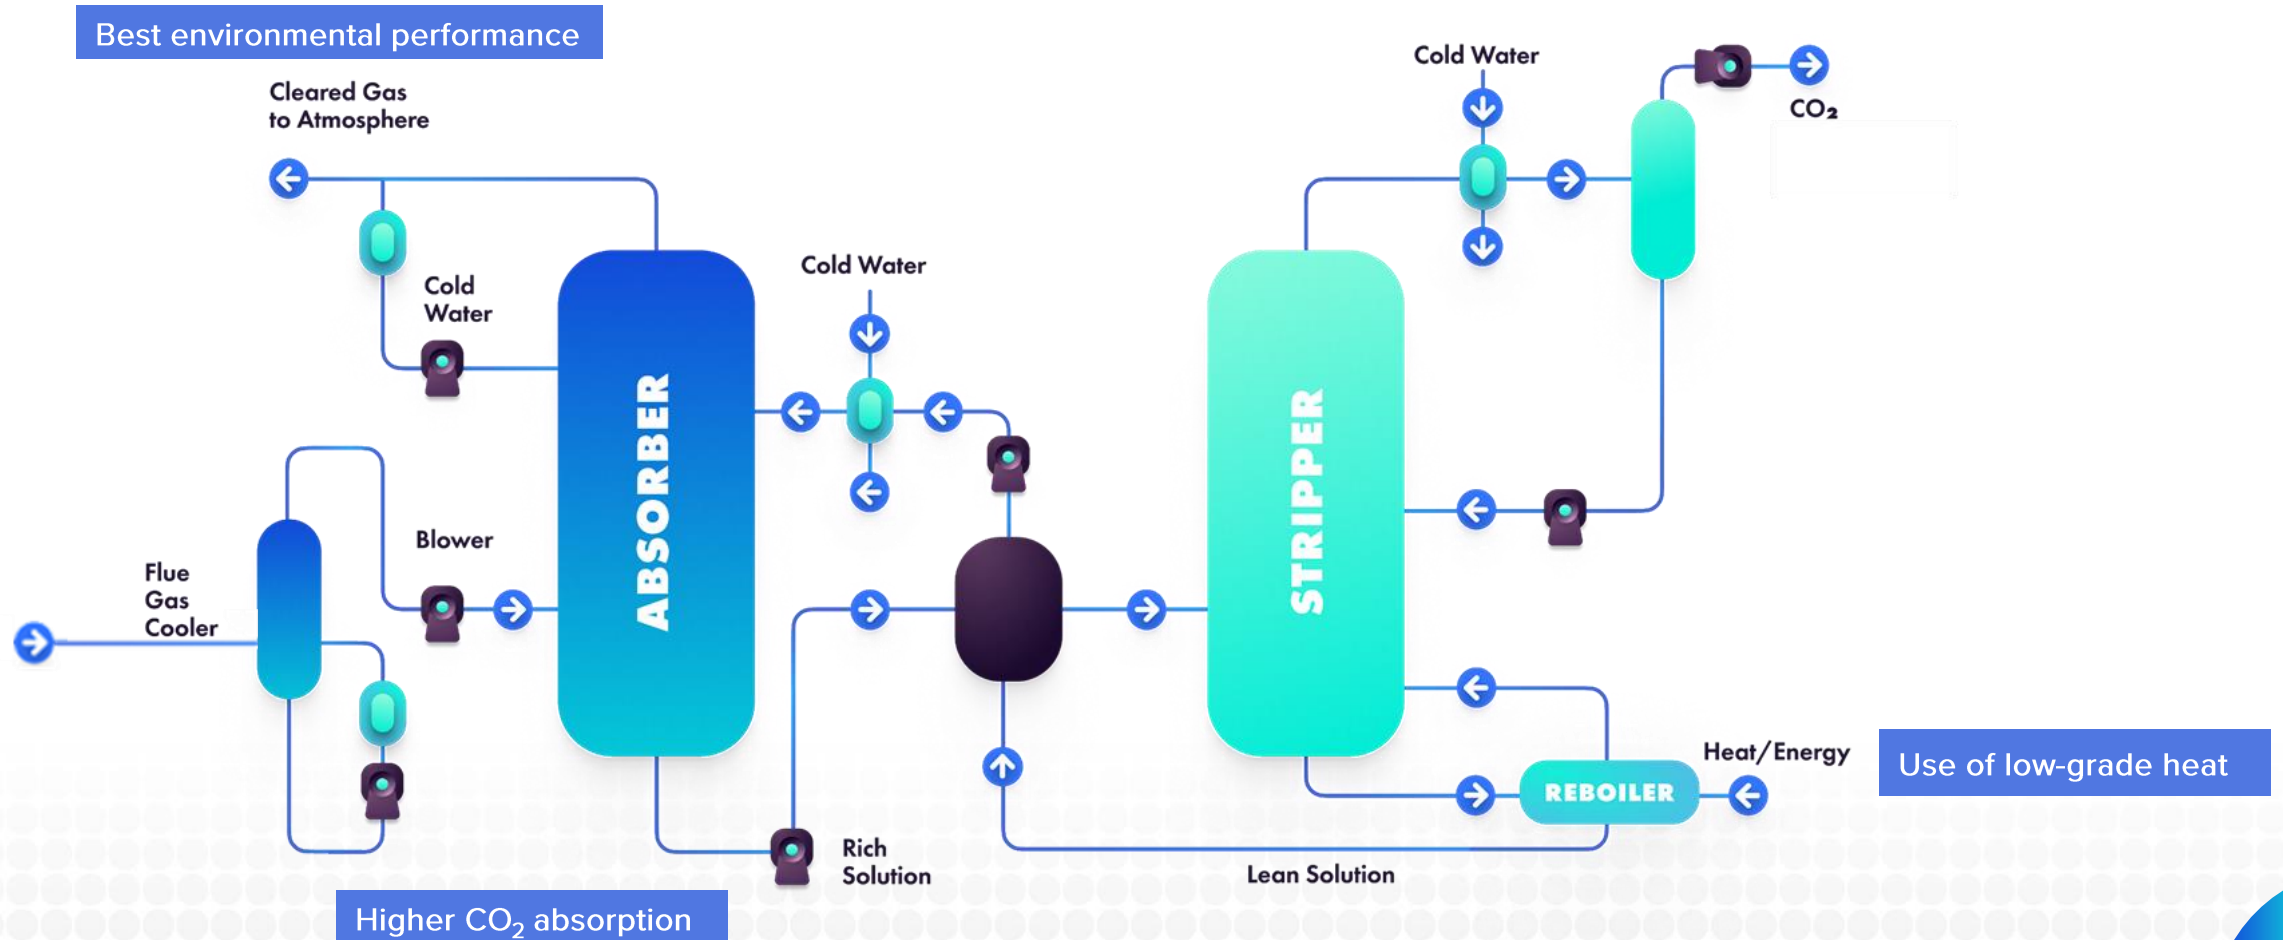 Best environmental performance
Cleared Gas
to Atmosphere
Cold Water
CO₂
Cold Water
Cold
Water
ABSORBER
STRIPPER
Blower
Flue
Gas
Cooler
Heat/Energy
Use of low-grade heat
REBOILER
Rich
Solution
Lean Solution
Higher CO₂ absorption